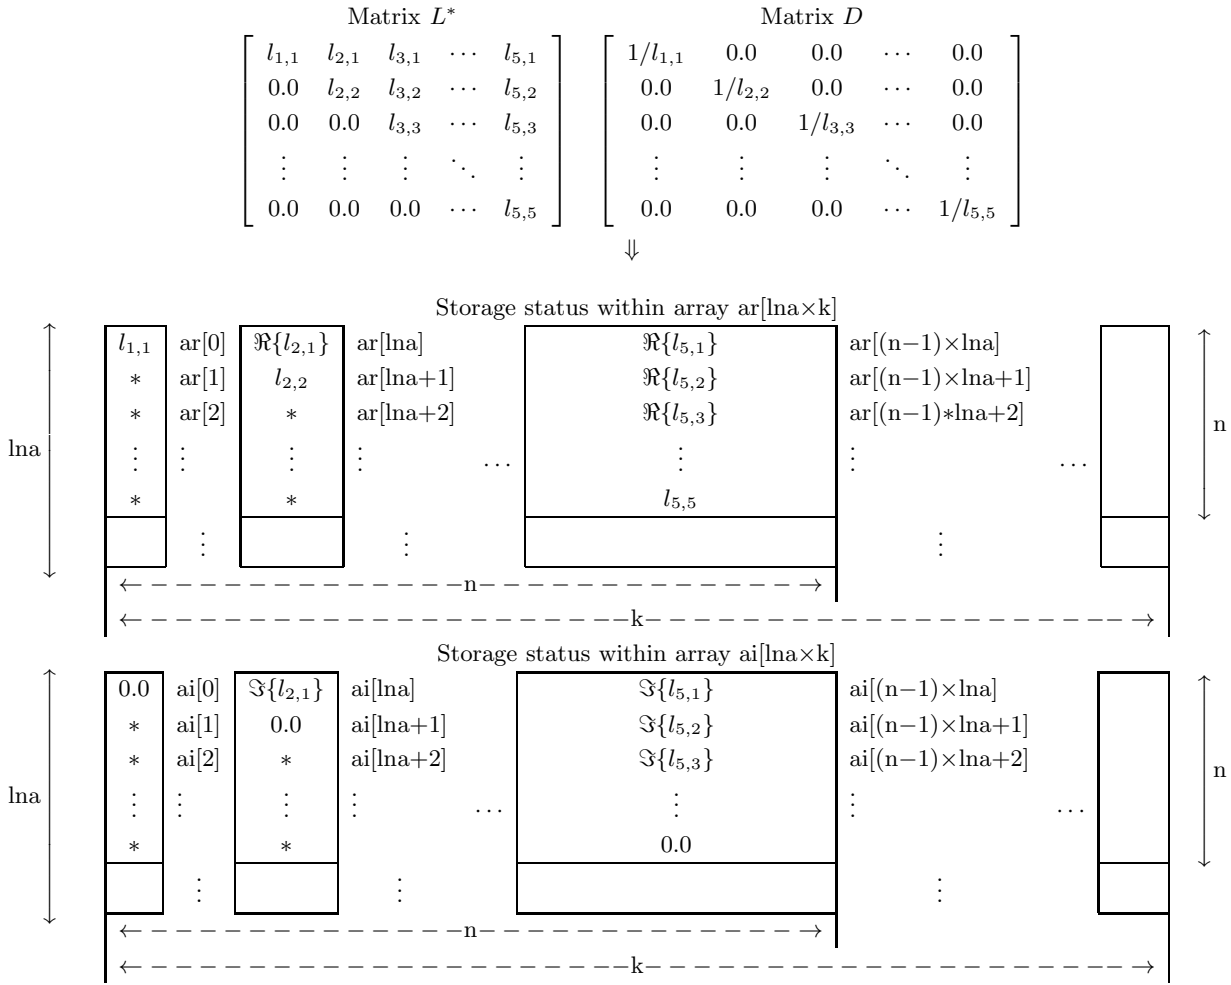 Matrix L* Matrix D
l1,1 l2,1 l3,1 ⋯ l5,1 1/l1,1 0.0 0.0 ⋯ 0.0
0.0 l2,2 l3,2 ⋯ l5,2 0.0 1/l2,2 0.0 ⋯ 0.0
0.0 0.0 l3,3 ⋯ l5,3 0.0 0.0 1/l3,3 ⋯ 0.0
⋮ ⋮ ⋮ ⋱ ⋮ ⋮ ⋮ ⋮ ⋱ ⋮
0.0 0.0 0.0 ⋯ l5,5 0.0 0.0 0.0 ⋯ 1/l5,5
⇓
Storage status within array ar[lna×k]
l1,1 ar[0] ℜ{l2,1} ar[lna] ℜ{l5,1} ar[(n−1)×lna]
∗ ar[1] l2,2 ar[lna+1] ℜ{l5,2} ar[(n−1)×lna+1]
∗ ar[2] ∗ ar[lna+2] ℜ{l5,3} ar[(n−1)∗lna+2]
lna ⋮ ⋮ ⋮ ⋮ ⋯ ⋮ ⋮ ⋯ n
∗ ∗ l5,5
⋮ ⋮ ⋮
n
k
Storage status within array ai[lna×k]
0.0 ai[0] ℑ{l2,1} ai[lna] ℑ{l5,1} ai[(n−1)×lna]
∗ ai[1] 0.0 ai[lna+1] ℑ{l5,2} ai[(n−1)×lna+1]
∗ ai[2] ∗ ai[lna+2] ℑ{l5,3} ai[(n−1)×lna+2]
lna ⋮ ⋮ ⋮ ⋮ ⋯ ⋮ ⋮ ⋯ n
∗ ∗ 0.0
⋮ ⋮ ⋮
n
k